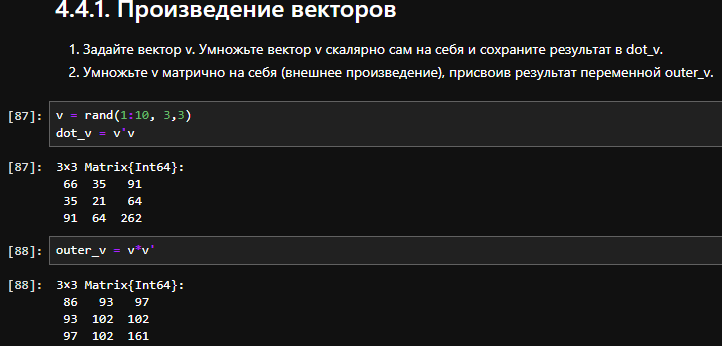 4.4.1. Произведение векторов
1. Задайте вектор v. Умножьте вектор v скалярно сам на себя и сохраните результат в dot_v.
2. Умножьте v матрично на себя (внешнее произведение), присвоив результат переменной outer_v.
[87]: v = rand(1:10, 3,3)
dot_v = v'v
[87]: 3×3 Matrix{Int64}:
66 35 91
35 21 64
91 64 262
[88]: outer_v = v*v'
[88]: 3×3 Matrix{Int64}:
86 93 97
93 102 102
97 102 161